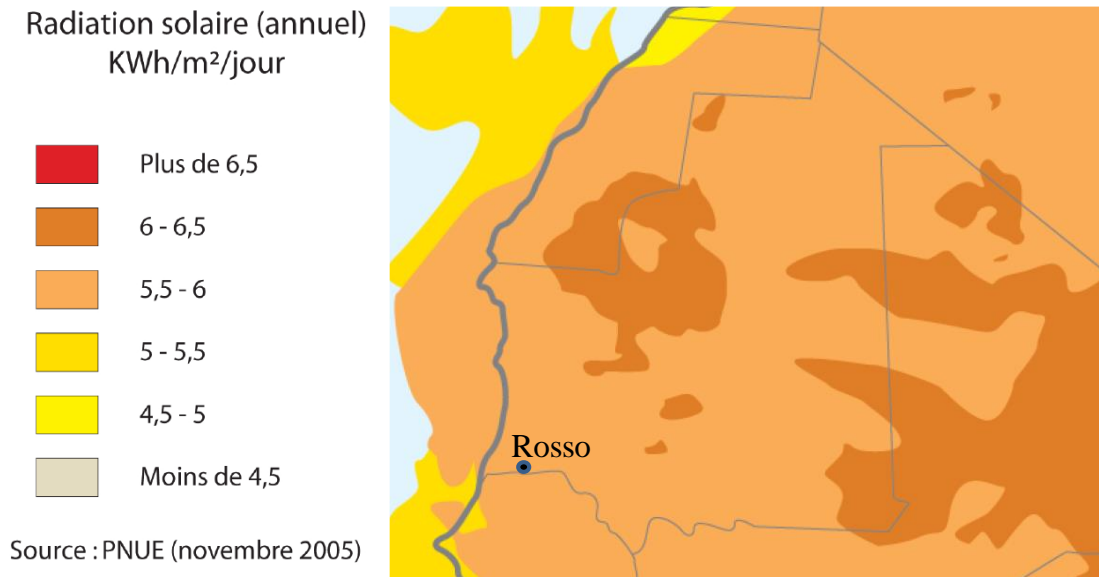 Radiation solaire (annuel)
KWh/m²/jour
Plus de 6,5
6 - 6,5
5,5 - 6
5 - 5,5
4,5 - 5
Moins de 4,5
Source : PNUE (novembre 2005)
Rosso